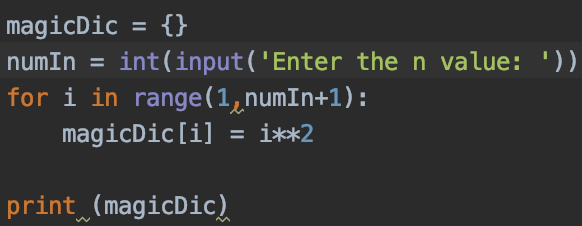 magicDic = {}
numIn = int(input('Enter the n value: '))
for i in range(1,numIn+1):
    magicDic[i] = i**2
print (magicDic)